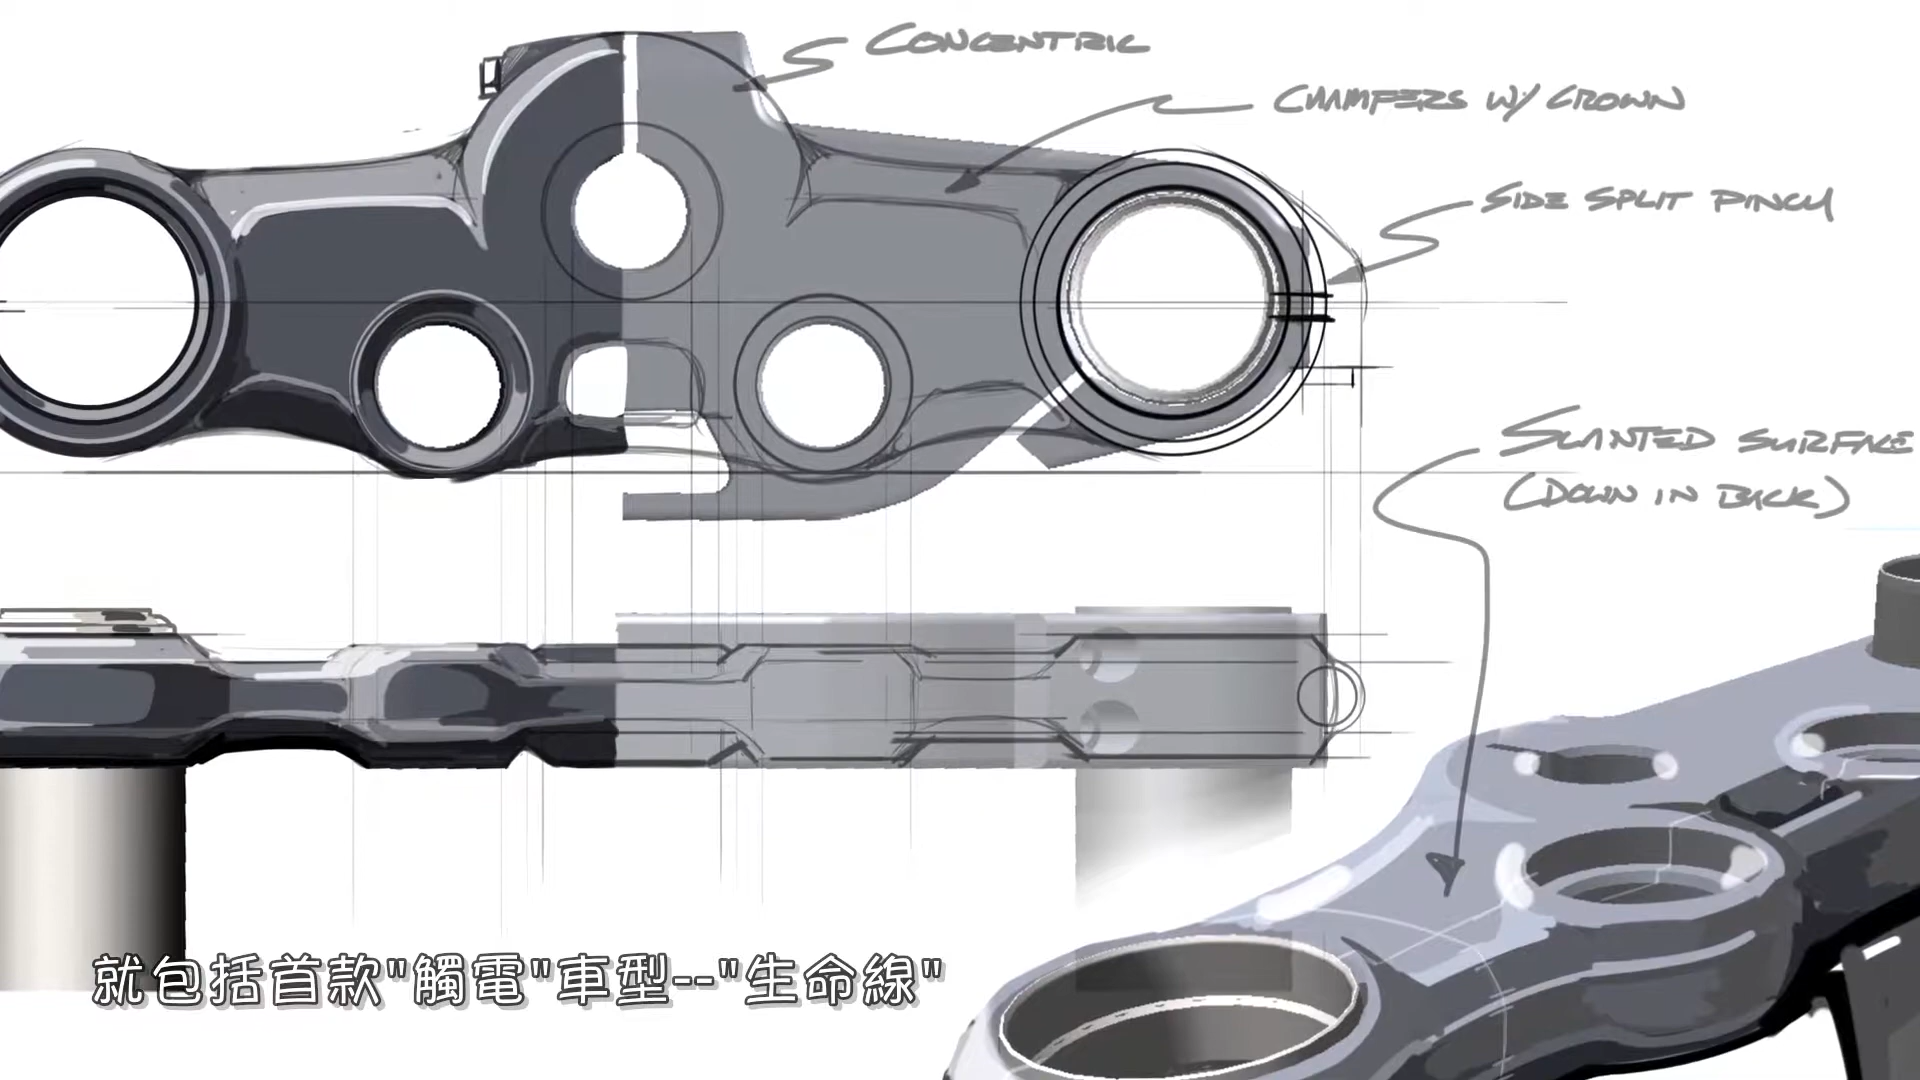 CONCENTRIC
CHAMFERS W/ CROWN
SIDE SPLIT PINCH
SLANTED SURFACE
(DOWN IN BACK)
就包括首款"觸電"車型--"生命線"